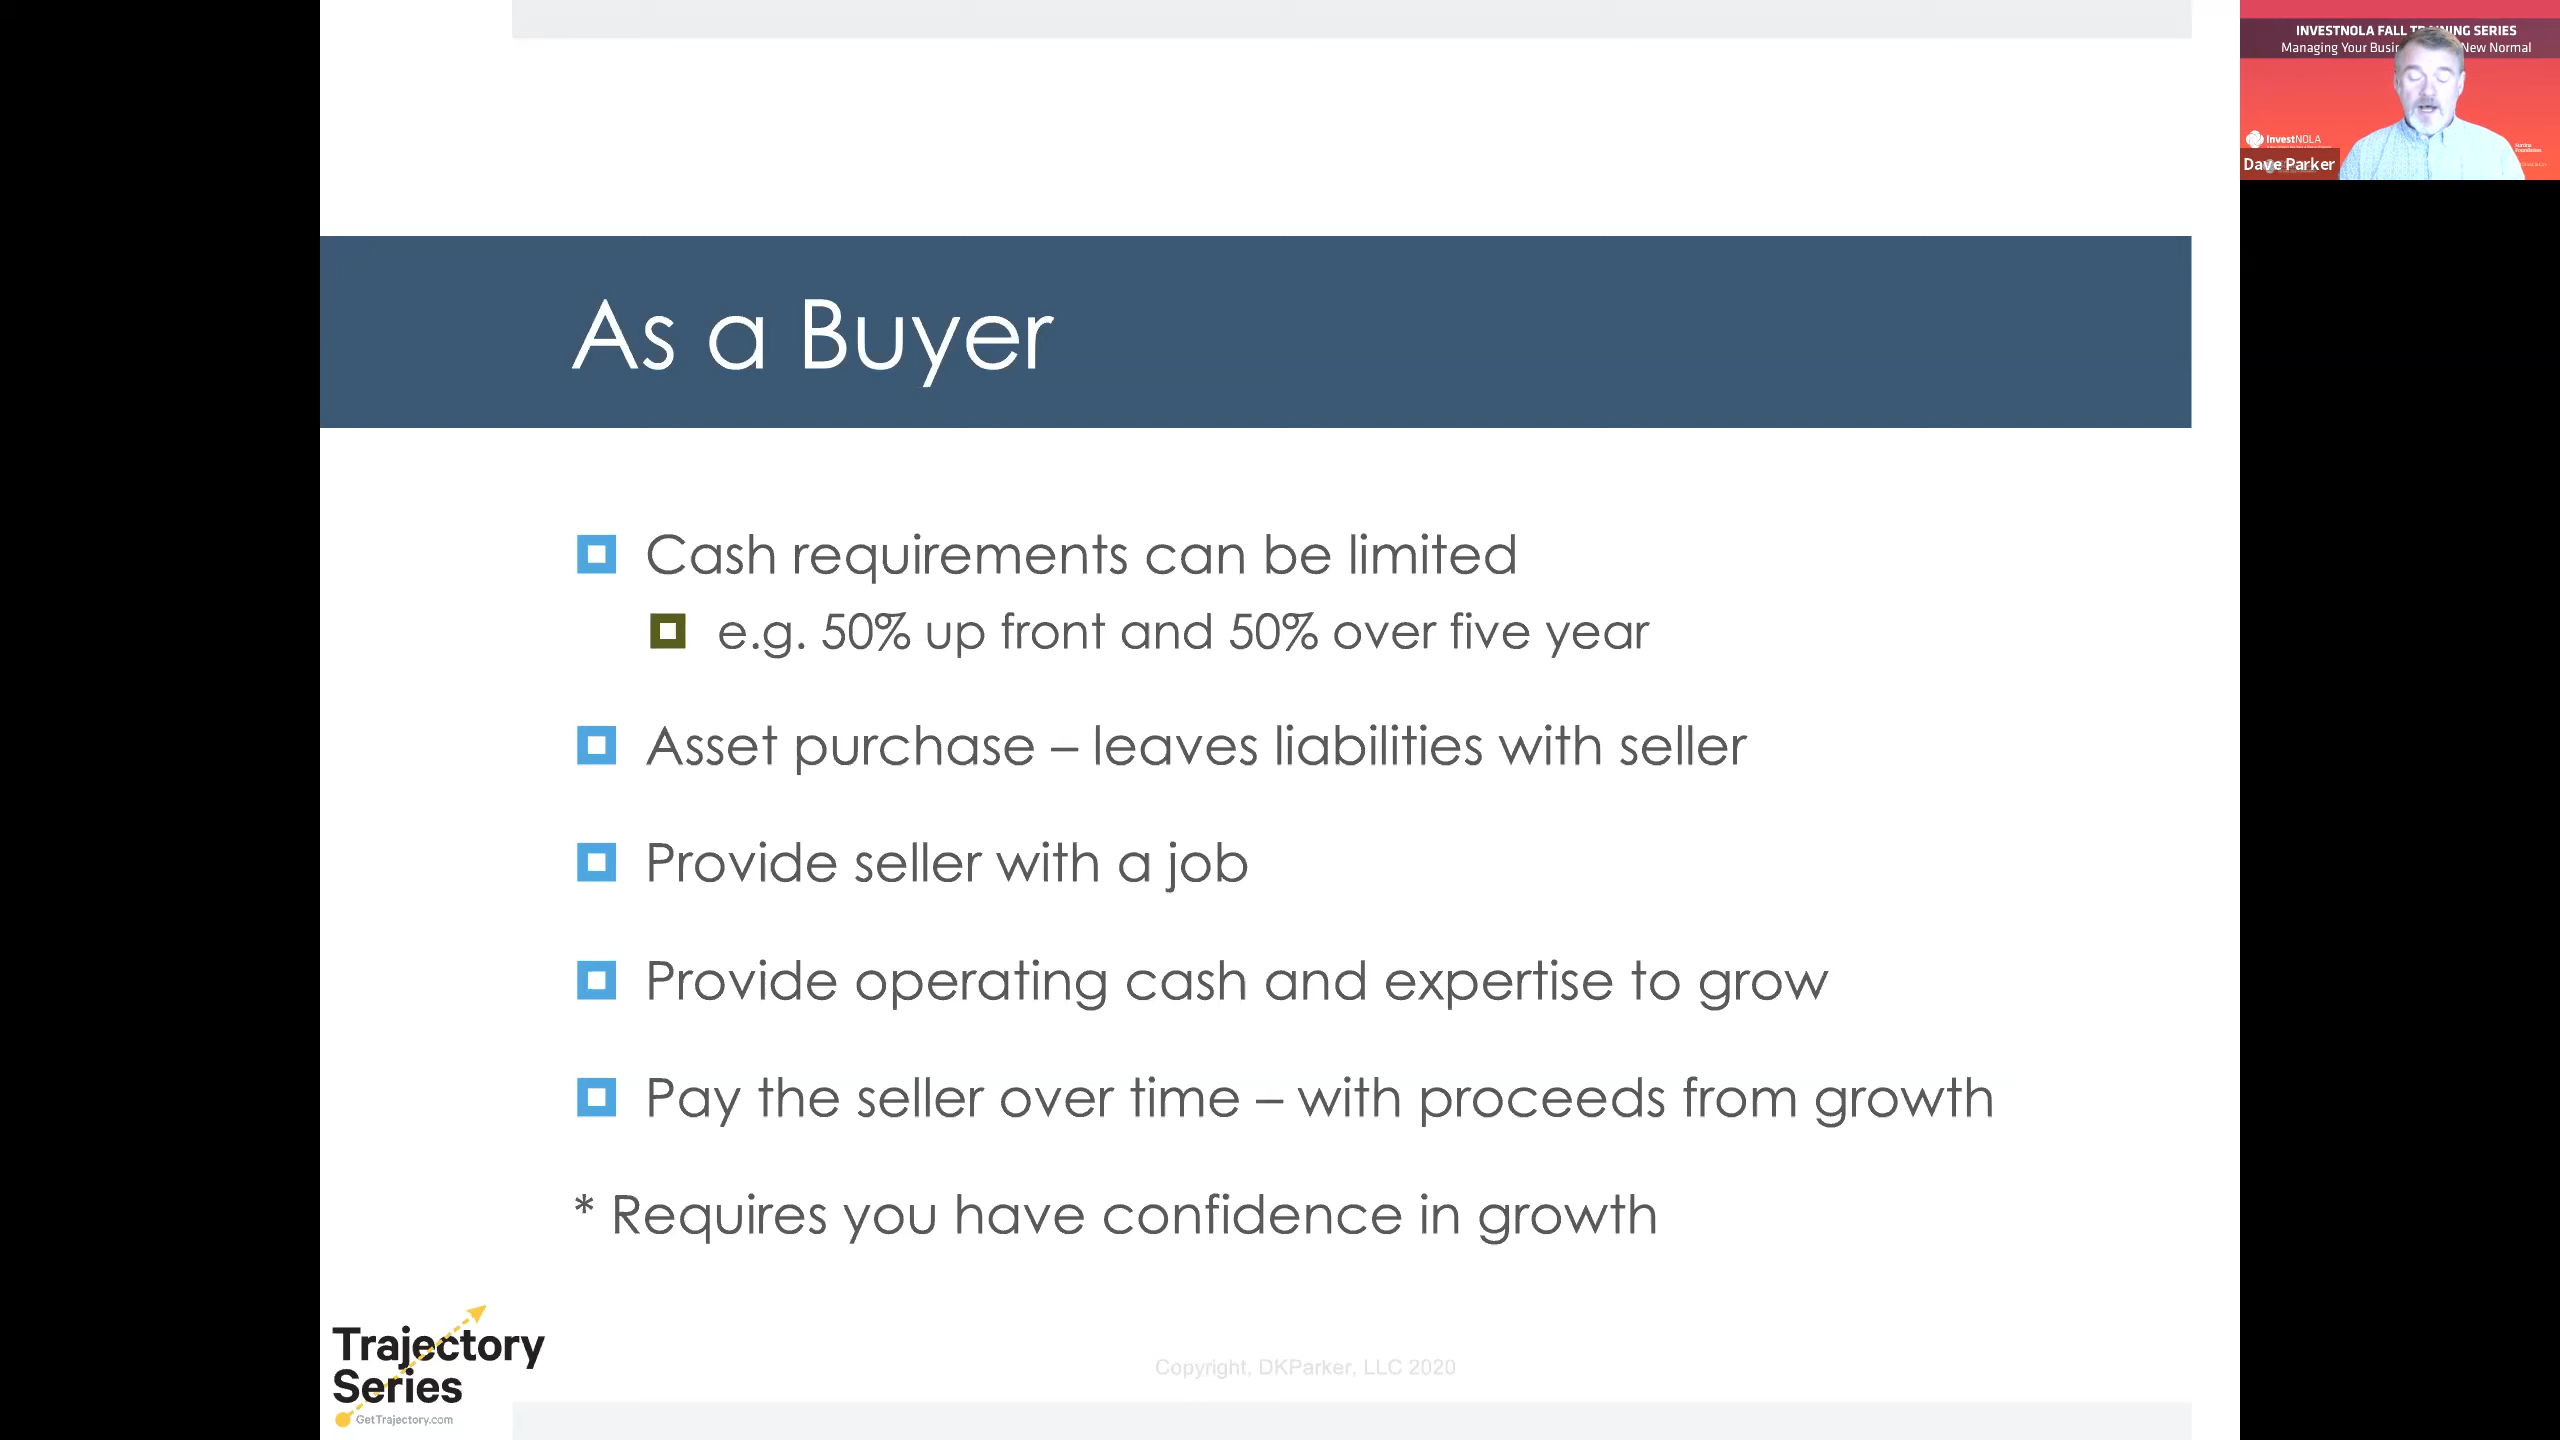 As a Buyer
Cash requirements can be limited
e.g. 50% up front and 50% over five year
Asset purchase – leaves liabilities with seller
Provide seller with a job
Provide operating cash and expertise to grow
Pay the seller over time – with proceeds from growth
* Requires you have confidence in growth
Trajectory
Series
GetTrajectory.com
Copyright, DKParker, LLC 2020
INVESTNOLA FALL SERIES
Managing Your New Normal
InvestNOLA
Dave Parker